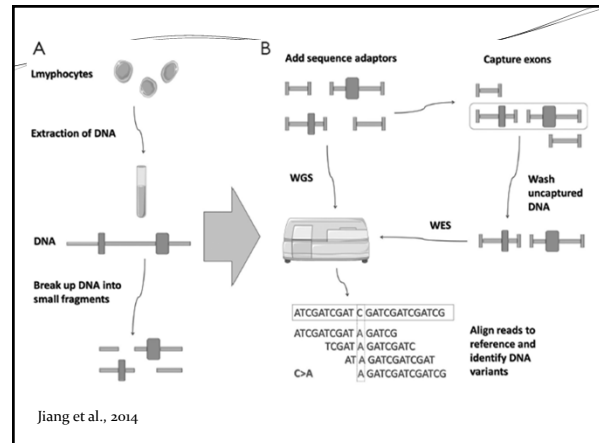 A
Lmyphocytes
Extraction of DNA
DNA
Break up DNA into
small fragments
B
Add sequence adaptors
Capture exons
WGS
Wash
uncaptured
DNA
WES
ATCGATCGAT C GATCGATCGATCG
ATCGATCGAT A GATCG
TCGAT A GATCGATC
AT A GATCGATCGAT
C>A A GATCGATCGATCG
Align reads to
reference and
identify DNA
variants
Jiang et al., 2014